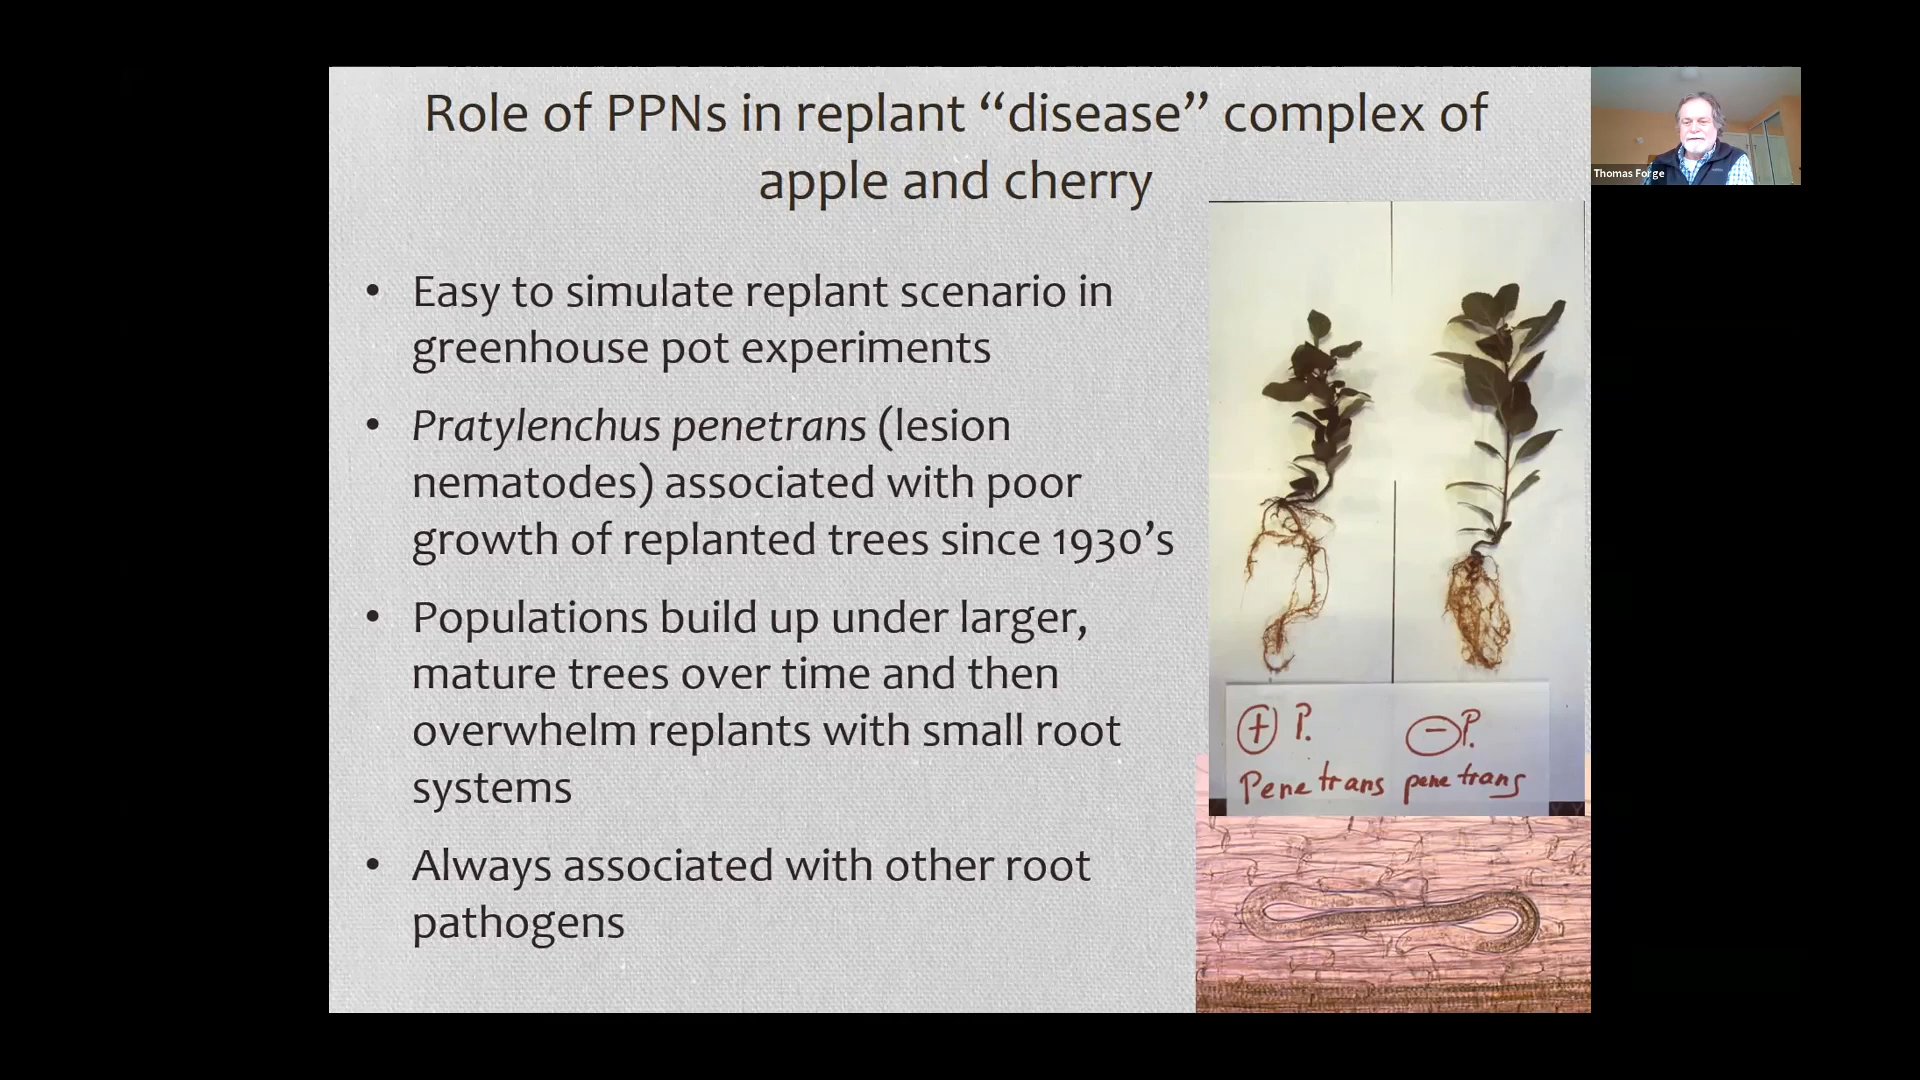 Role of PPNs in replant “disease” complex of
apple and cherry
Thomas Forge
• Easy to simulate replant scenario in
greenhouse pot experiments
• Pratylenchus penetrans (lesion
nematodes) associated with poor
growth of replanted trees since 1930’s
• Populations build up under larger,
mature trees over time and then
overwhelm replants with small root
systems
• Always associated with other root
pathogens
+ P.
Penetrans
- P.
penetrans